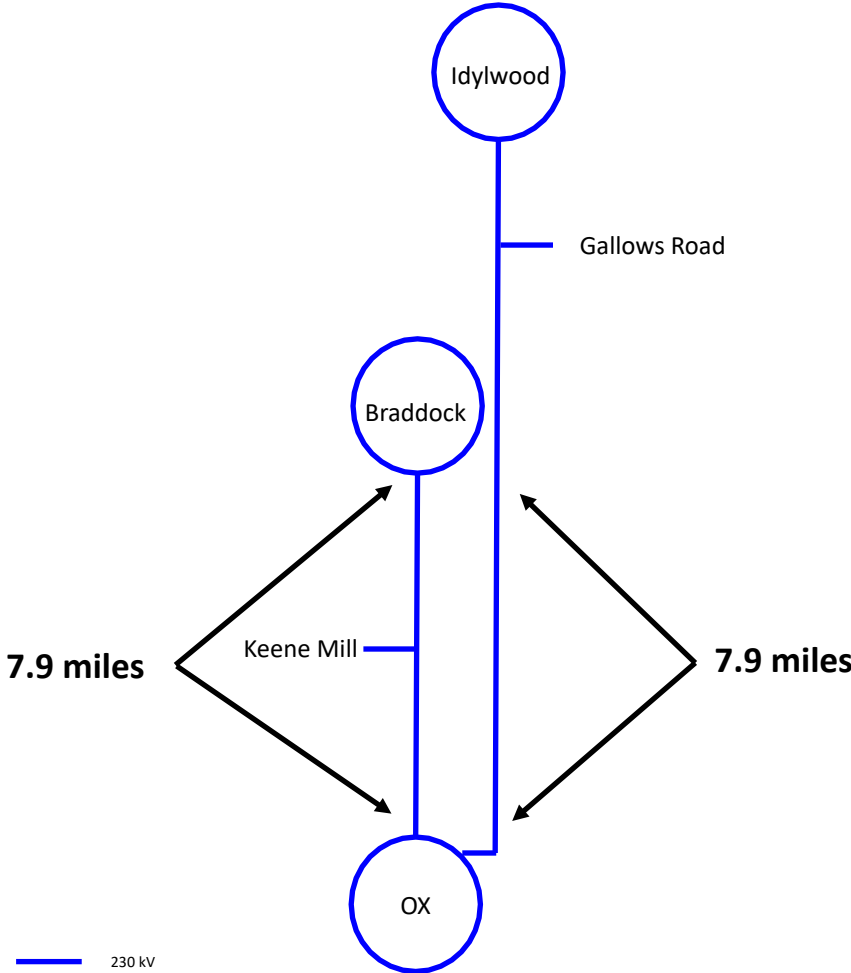 Idylwood
Gallows Road
Braddock
Keene Mill
7.9 miles
7.9 miles
OX
230 kV